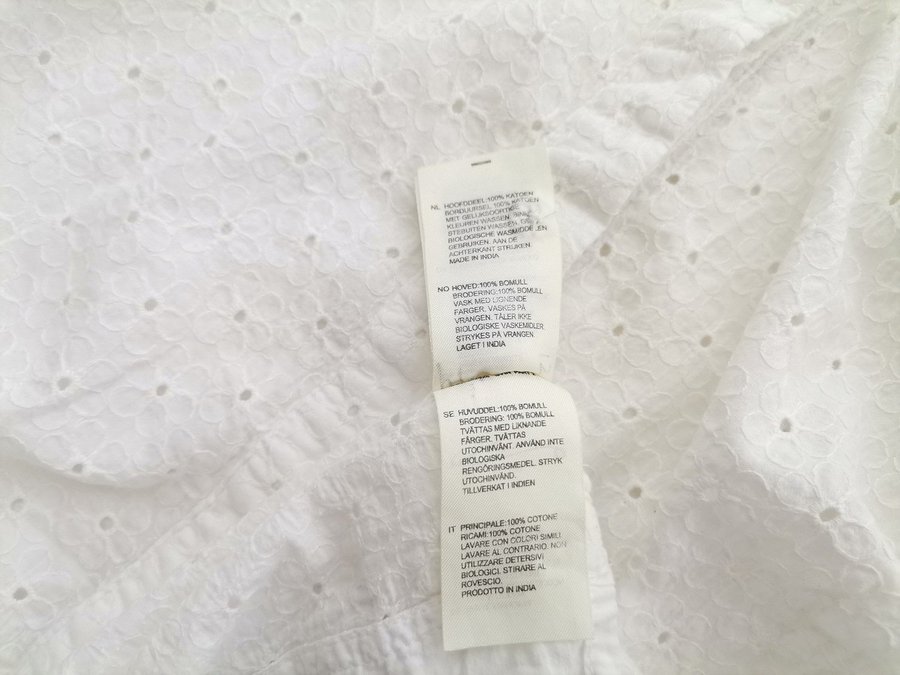 NL HOOFDDEEL:100% KATOEN
BORDUURSEL:100% KATOEN
MET GELIJKSOORTIGE
KLEUREN WASSEN.
STEBUITEN WASSEN.
BIOLOGISCHE WASMIDDELEN
GEBRUIKEN. AAN DE
ACHTERKANT STRIJKEN.
MADE IN INDIA
NO HOVED:100% BOMULL
BRODERING:100% BOMULL
VASK MED LIGNENDE
FARGER. VASKES PÅ
VRANGEN. TÅLER IKKE
BIOLOGISKE VASKEMIDLER.
STRYKES PÅ VRANGEN.
LAGET I INDIA
SE HUVUDDEL:100% BOMULL
BRODERING: 100% BOMULL
TVÄTTAS MED LIKNANDE
FÄRGER. TVÄTTAS
UTOCHINVÄNT. ANVÄND INTE
BIOLOGISKA
RENGÖRINGSMEDEL. STRYK
UTOCHINVÄND.
TILLVERKAT I INDIEN
IT PRINCIPALE:100% COTONE
RICAMI:100% COTONE
LAVARE CON COLORI SIMILI.
LAVARE AL CONTRARIO. NON
UTILIZZARE DETERSIVI
BIOLOGICI. STIRARE AL
ROVESCIO.
PRODOTTO IN INDIA